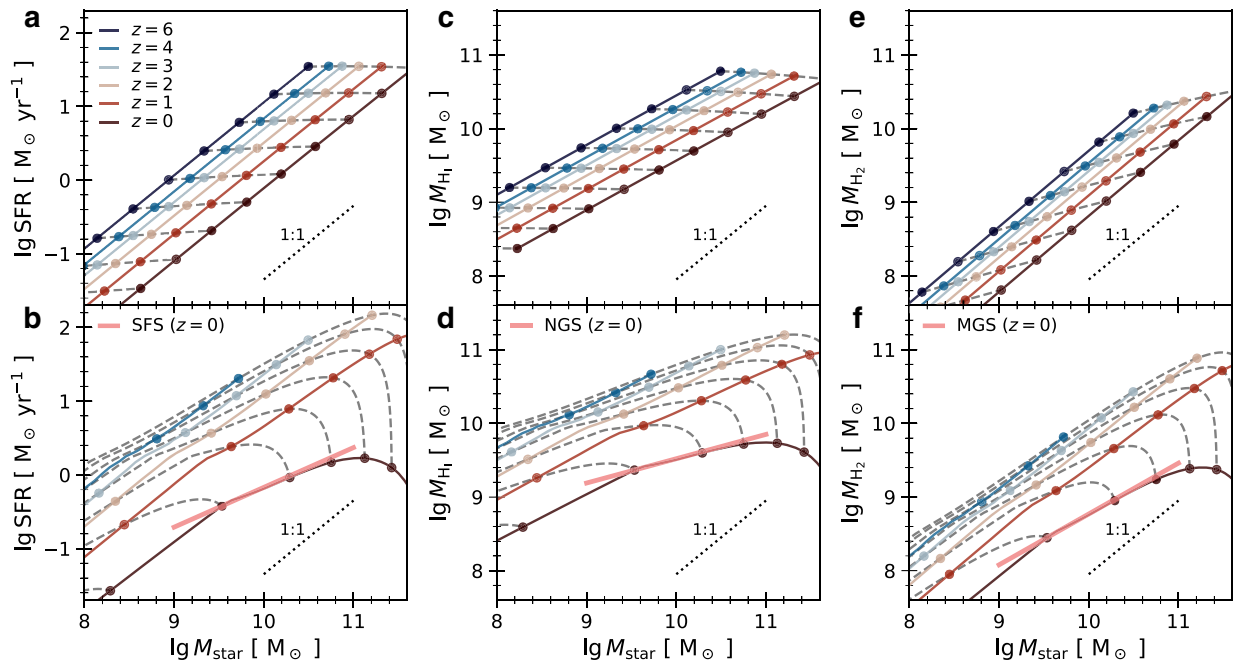 a
lg SFR [ M⊙ yr⁻¹ ]
2
1
0
−1
z = 6
z = 4
z = 3
z = 2
z = 1
z = 0
1:1
c
lg M_HI [ M⊙ ]
11
10
9
8
1:1
e
lg M_H2 [ M⊙ ]
11
10
9
8
1:1
b
lg SFR [ M⊙ yr⁻¹ ]
2
1
0
−1
SFS (z = 0)
1:1
8 9 10 11
lg M_star [ M⊙ ]
d
lg M_HI [ M⊙ ]
11
10
9
8
NGS (z = 0)
1:1
8 9 10 11
lg M_star [ M⊙ ]
f
lg M_H2 [ M⊙ ]
11
10
9
8
MGS (z = 0)
1:1
8 9 10 11
lg M_star [ M⊙ ]